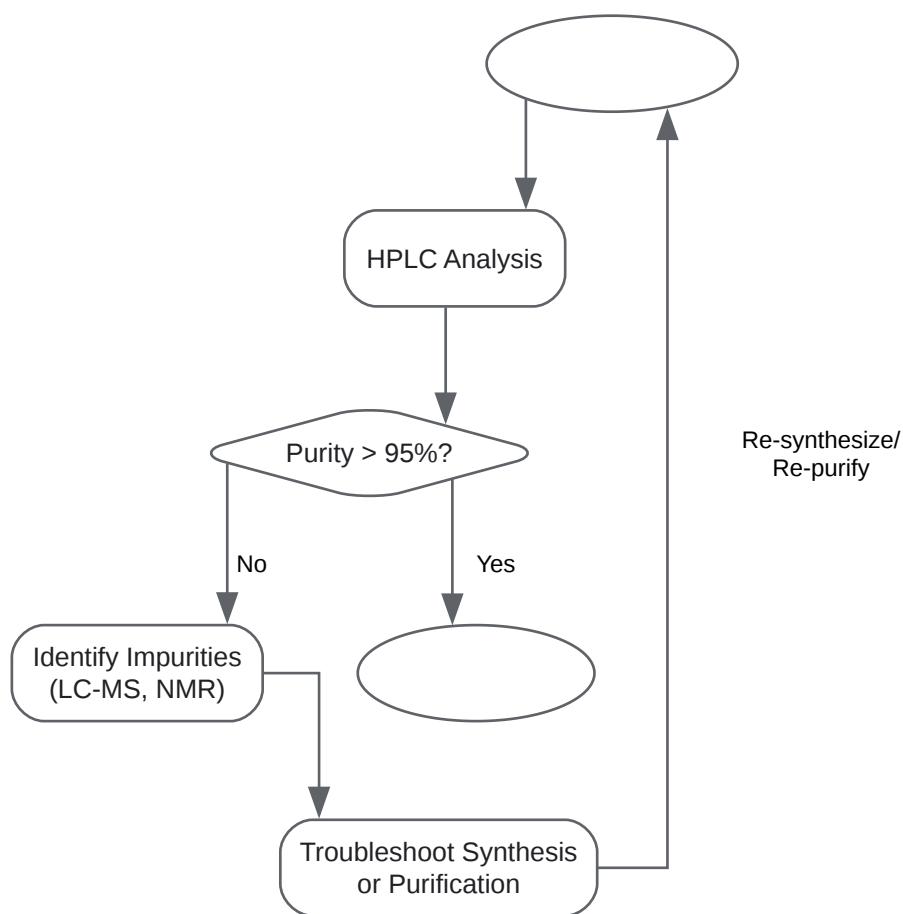 HPLC Analysis
Purity > 95%?
Re-synthesize/
Re-purify
No
Yes
Identify Impurities
(LC-MS, NMR)
Troubleshoot Synthesis
or Purification